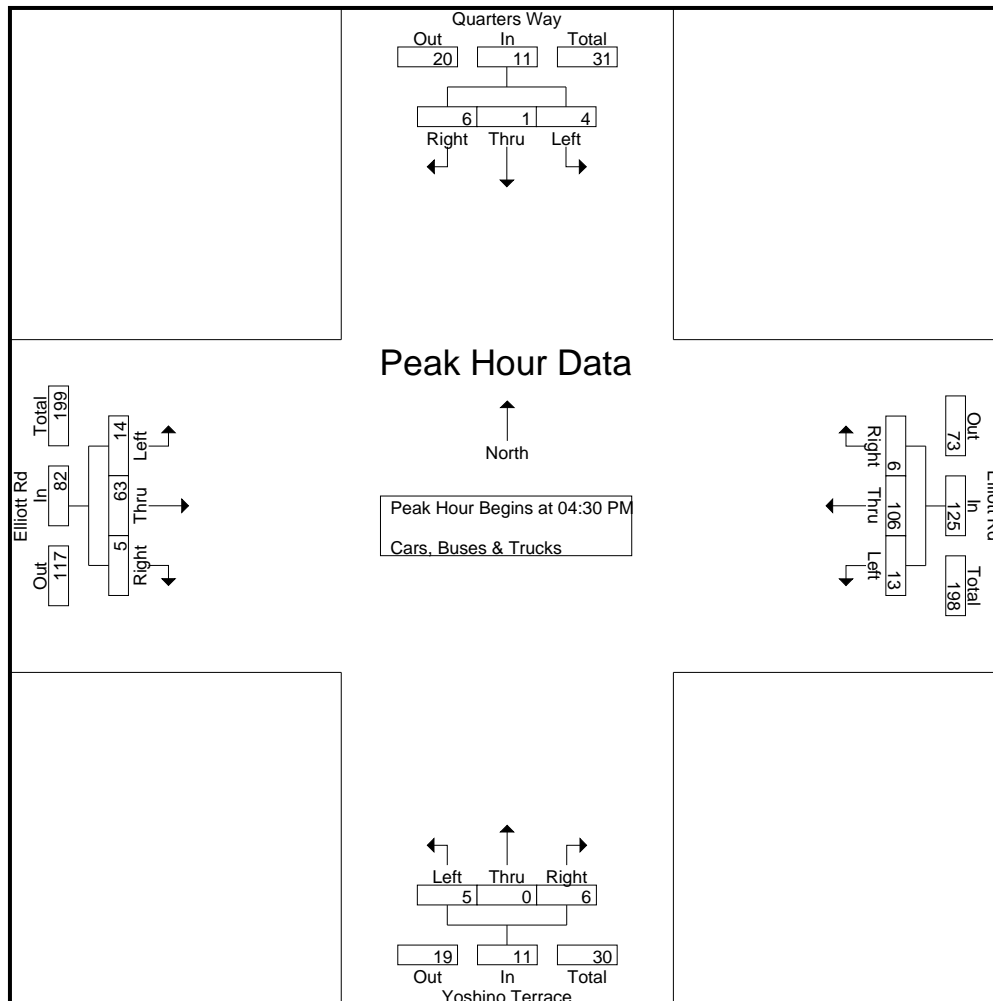 Quarters Way
Out In Total
20 11 31
6 1 4
Right Thru Left
Peak Hour Data
North
Peak Hour Begins at 04:30 PM
Cars, Buses & Trucks
Elliott Rd
Out In Total
117 82 199
5 63 14
Right Thru Left
Elliott Rd
Out In Total
73 125 198
6 106 13
Right Thru Left
Left Thru Right
5 0 6
19 11 30
Out In Total
Yoshino Terrace